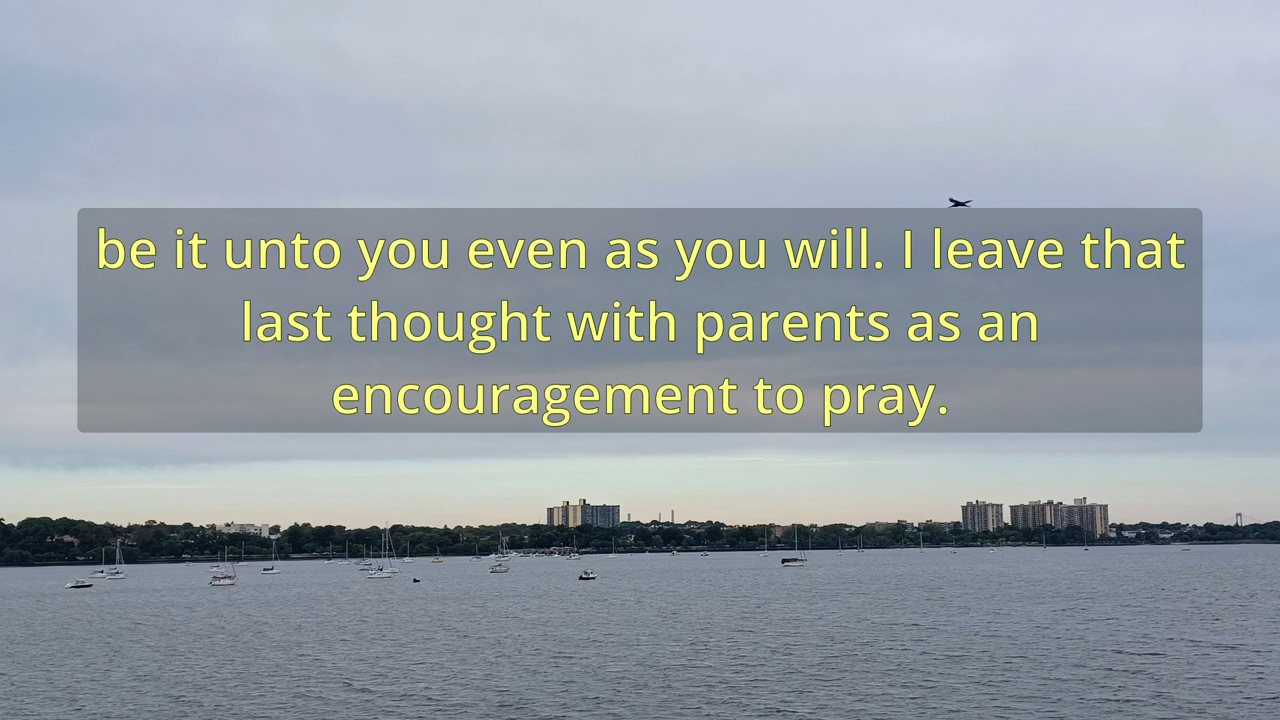 be it unto you even as you will. I leave that
last thought with parents as an
encouragement to pray.